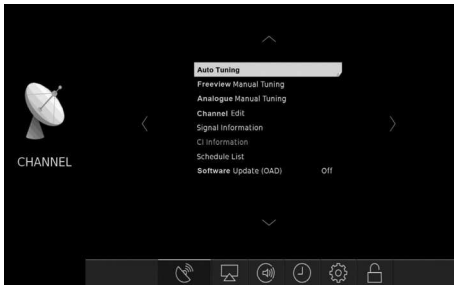 CHANNEL
Auto Tuning
Freeview Manual Tuning
Analogue Manual Tuning
Channel Edit
Signal Information
CI Information
Schedule List
Software Update (OAD) Off